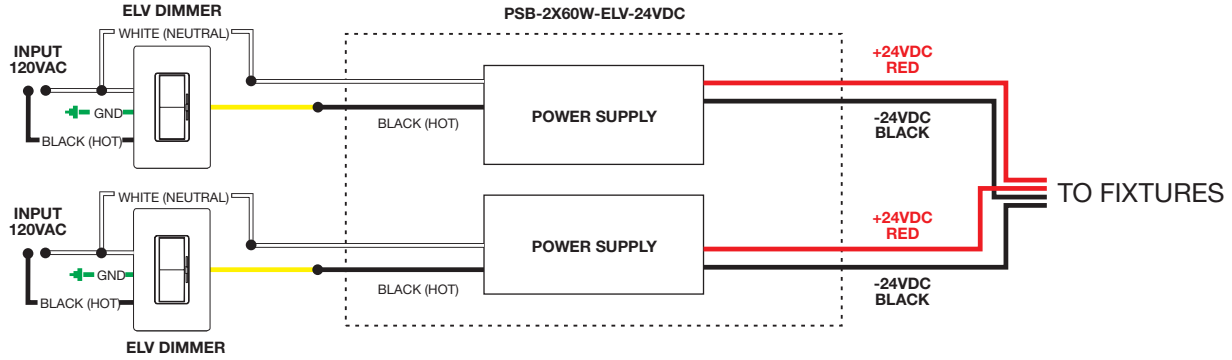 ELV DIMMER
PSB-2X60W-ELV-24VDC
WHITE (NEUTRAL)
INPUT
120VAC
+24VDC
RED
GND
POWER SUPPLY
BLACK (HOT)
-24VDC
BLACK
BLACK (HOT)
TO FIXTURES
WHITE (NEUTRAL)
INPUT
120VAC
+24VDC
RED
POWER SUPPLY
GND
BLACK (HOT)
-24VDC
BLACK
BLACK (HOT)
ELV DIMMER